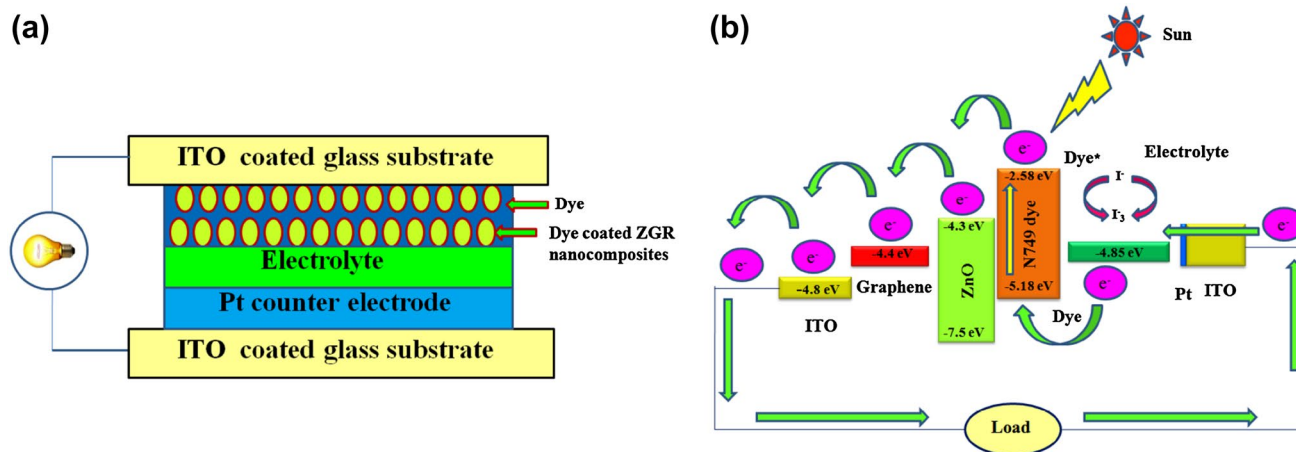 (a)
ITO coated glass substrate
Dye
Dye coated ZGR
nanocomposites
Electrolyte
Pt counter electrode
ITO coated glass substrate
(b)
Sun
e-
Dye*
Electrolyte
-2.58 eV
I-
I-3
e-
-4.3 eV
N749 dye
e-
e-
-4.4 eV
-4.85 eV
e-
e-
-4.8 eV
Graphene
ZnO
-5.18 eV
e-
Pt
ITO
ITO
Dye
-7.5 eV
Load